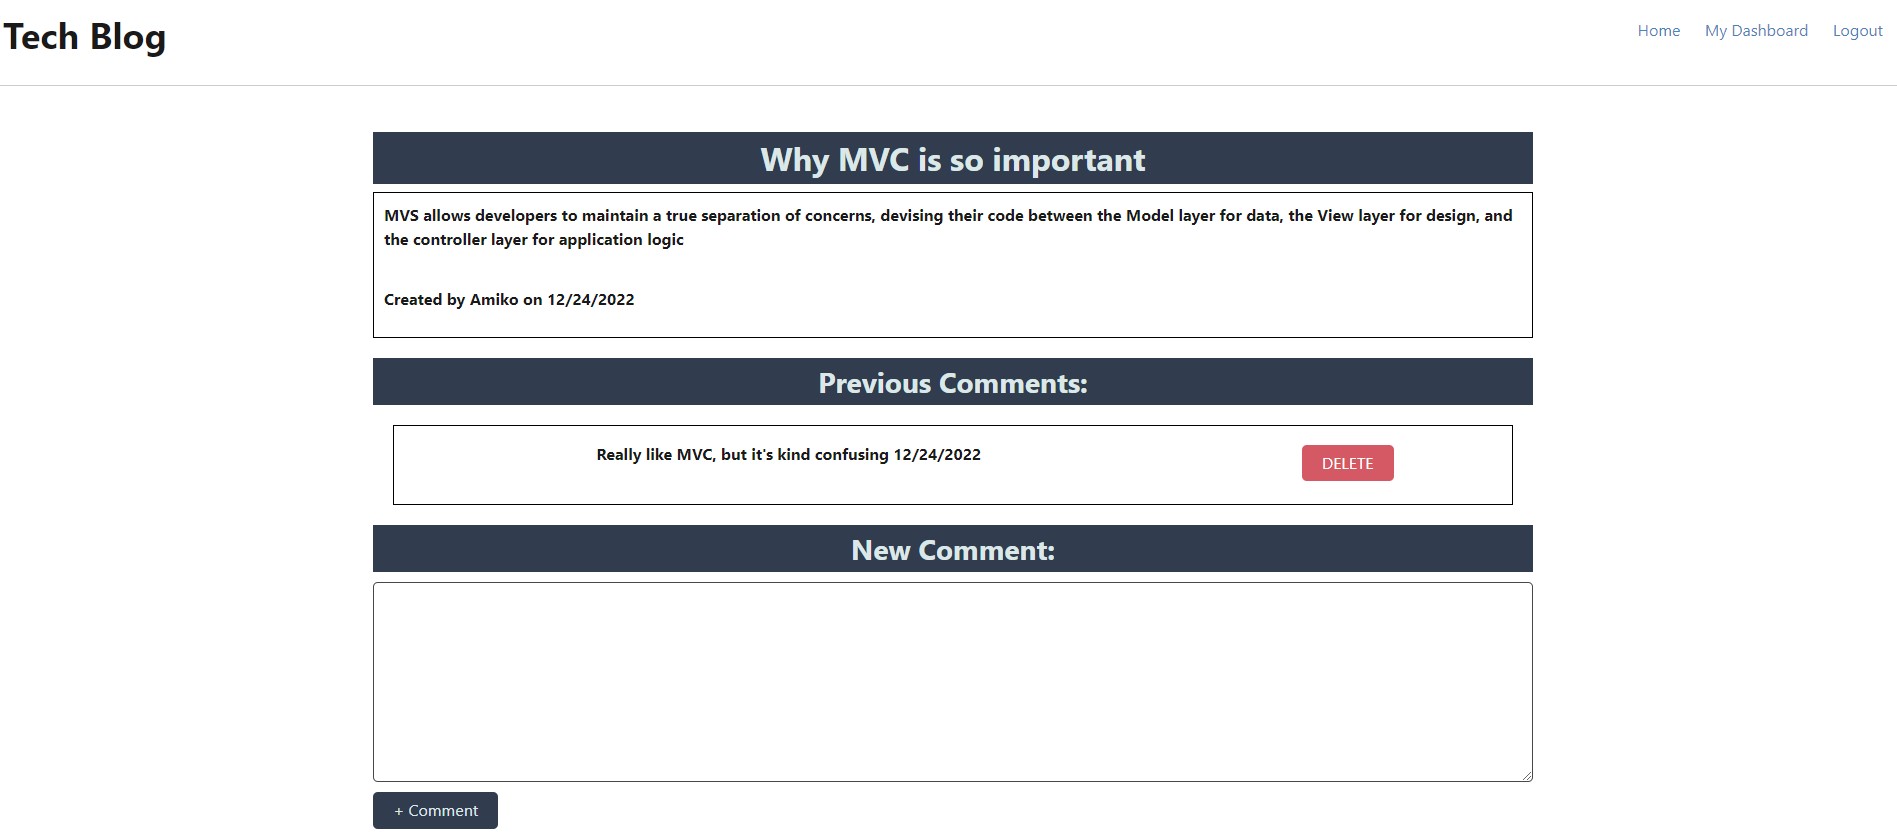 Tech Blog
Home My Dashboard Logout
Why MVC is so important
MVS allows developers to maintain a true separation of concerns, devising their code between the Model layer for data, the View layer for design, and
the controller layer for application logic
Created by Amiko on 12/24/2022
Previous Comments:
Really like MVC, but it's kind confusing 12/24/2022
DELETE
New Comment:
+ Comment